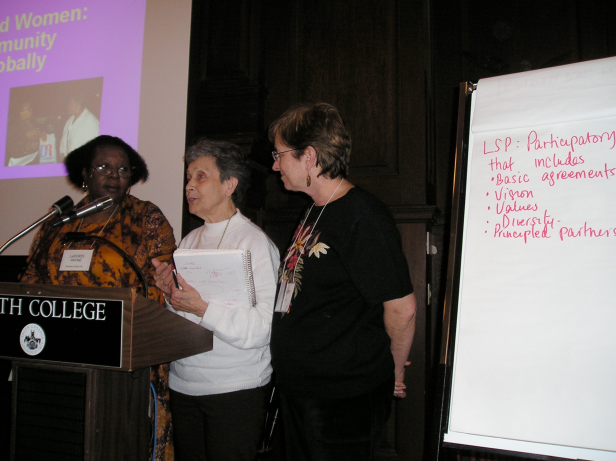 d Women:
munity
obally
TH COLLEGE
LSP: Participatory
that includes
• Basic agreements
• Vision
• Values
• Diversity.
• Principled partners